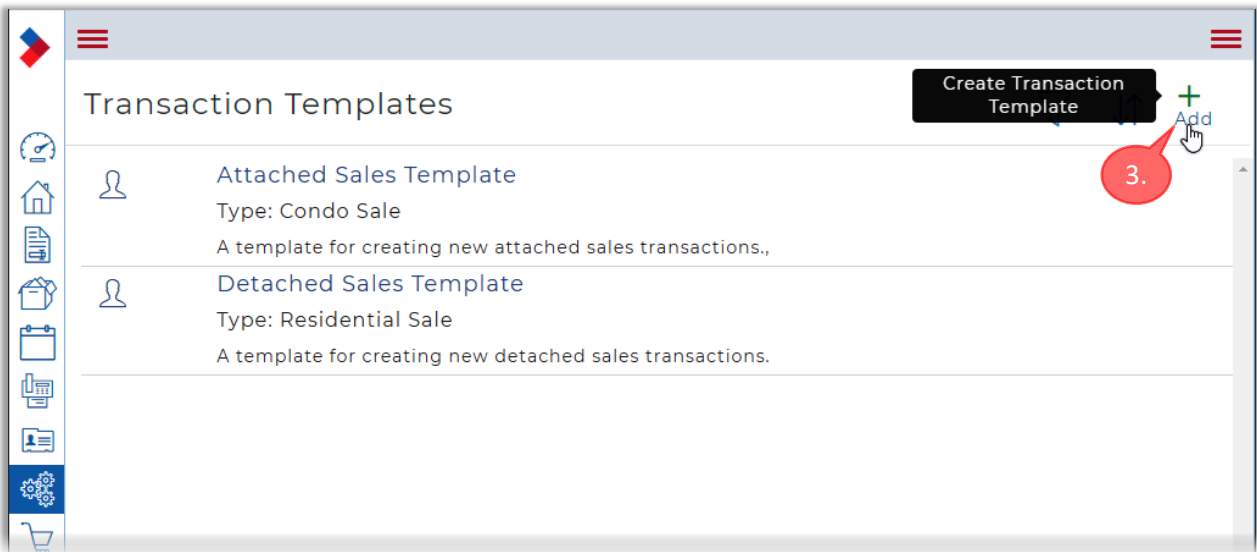 Create Transaction
Template
Transaction Templates
Add
3.
Attached Sales Template
Type: Condo Sale
A template for creating new attached sales transactions.,
Detached Sales Template
Type: Residential Sale
A template for creating new detached sales transactions.